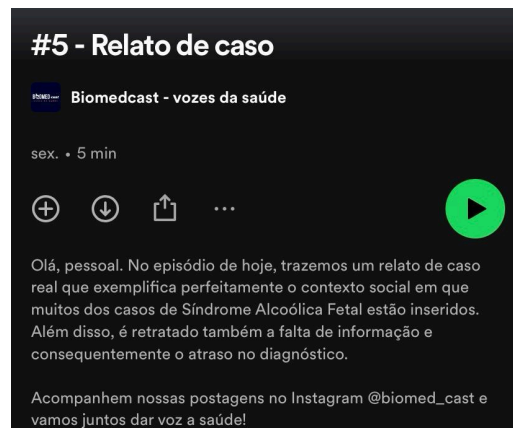 #5 - Relato de caso
Biomedcast - vozes da saúde
sex. • 5 min
Olá, pessoal. No episódio de hoje, trazemos um relato de caso
real que exemplifica perfeitamente o contexto social em que
muitos dos casos de Síndrome Alcoólica Fetal estão inseridos.
Além disso, é retratado também a falta de informação e
consequentemente o atraso no diagnóstico.
Acompanhem nossas postagens no Instagram @biomed_cast e
vamos juntos dar voz a saúde!